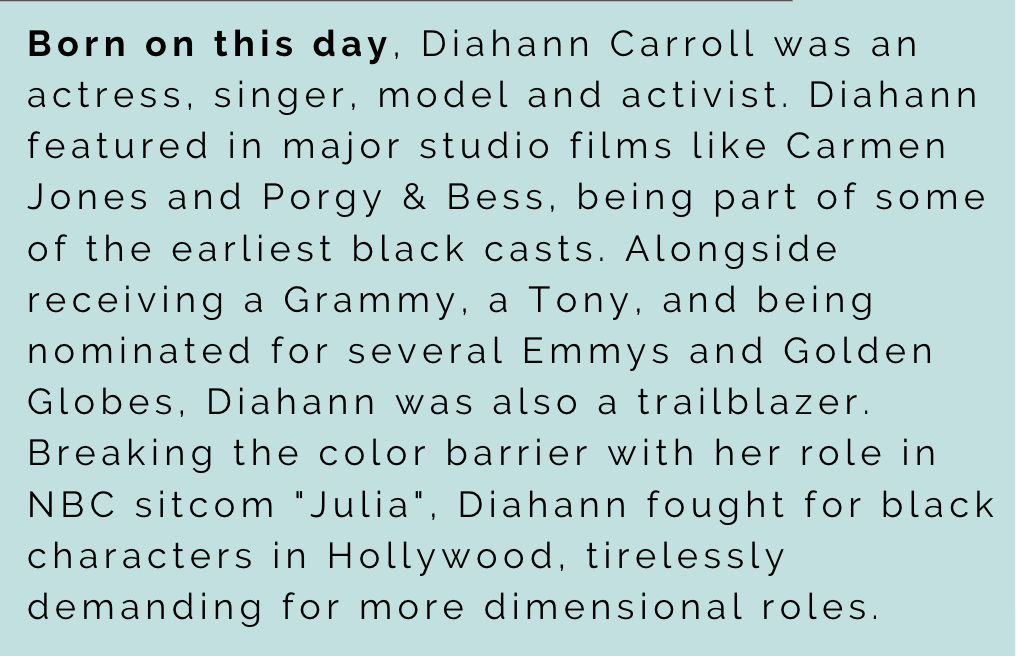 Born on this day, Diahann Carroll was an
actress, singer, model and activist. Diahann
featured in major studio films like Carmen
Jones and Porgy & Bess, being part of some
of the earliest black casts. Alongside
receiving a Grammy, a Tony, and being
nominated for several Emmys and Golden
Globes, Diahann was also a trailblazer.
Breaking the color barrier with her role in
NBC sitcom "Julia", Diahann fought for black
characters in Hollywood, tirelessly
demanding for more dimensional roles.